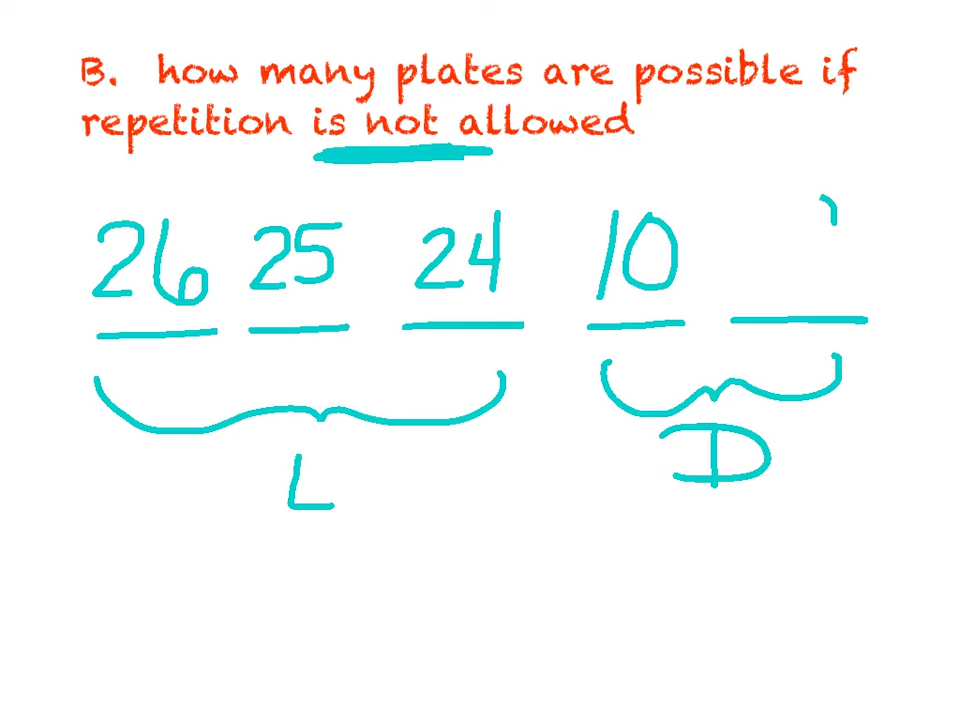 B. how many plates are possible if
repetition is not allowed
26 25 24 10
L D